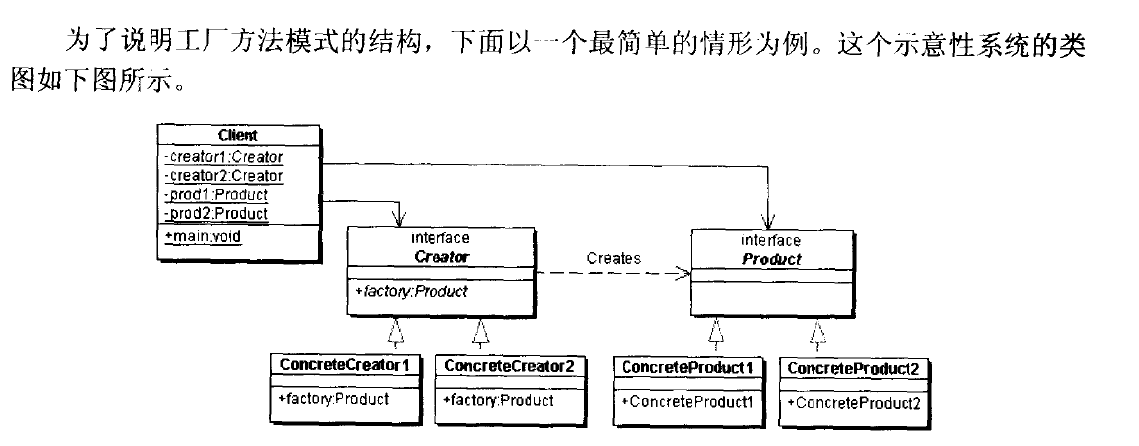 为了说明工厂方法模式的结构，下面以一个最简单的情形为例。这个示意性系统的类
图如下图所示。
Client
-creator1:Creator
-creator2:Creator
-prod1:Product
-prod2:Product
+main:void
interface
Creator
+factory:Product
Creates
interface
Product
ConcreteCreator1
+factory:Product
ConcreteCreator2
+factory:Product
ConcreteProduct1
+ConcreteProduct1
ConcreteProduct2
+ConcreteProduct2